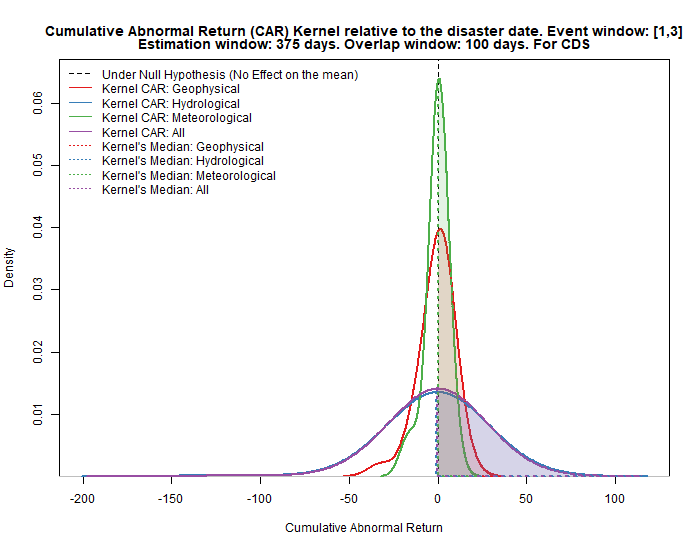 Cumulative Abnormal Return (CAR) Kernel relative to the disaster date. Event window: [1,3]
Estimation window: 375 days. Overlap window: 100 days. For CDS
Under Null Hypothesis (No Effect on the mean)
Kernel CAR: Geophysical
Kernel CAR: Hydrological
Kernel CAR: Meteorological
Kernel CAR: All
Kernel's Median: Geophysical
Kernel's Median: Hydrological
Kernel's Median: Meteorological
Kernel's Median: All
Density
0.06
0.05
0.04
0.03
0.02
0.01
-200 -150 -100 -50 0 50 100
Cumulative Abnormal Return